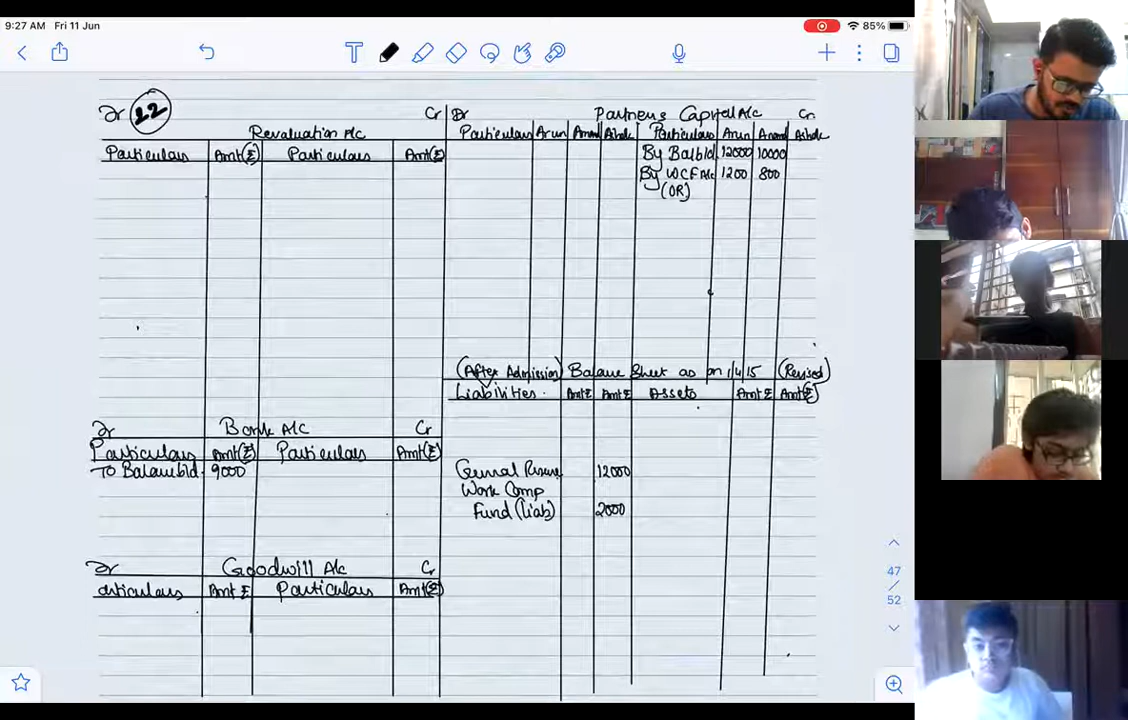 9:27 AM Fri 11 Jun
85%
Dr 22 Cr
Revaluation A/c
Particulars Amt(₹) Particulars Amt(₹)
Dr Partners Capital A/c Cr
Particulars Arun Anand Ashok Particulars Arun Anand Ashok
By Bal b/d 12000 10000
By WCF A/c 1200 800
(OR)
(After Admission) Balance Sheet as on 1/4/15 (Revised)
Liabilities Amt₹ Amt₹ Assets Amt₹ Amt(₹)
General Reserve 12000
Work Comp
Fund (Liab) 2000
Dr Bank A/c Cr
Particulars Amt(₹) Particulars Amt(₹)
To Balance b/d 9000
Dr Goodwill A/c Cr
articulars Amt ₹ Particulars Amt(₹)
47
/
52